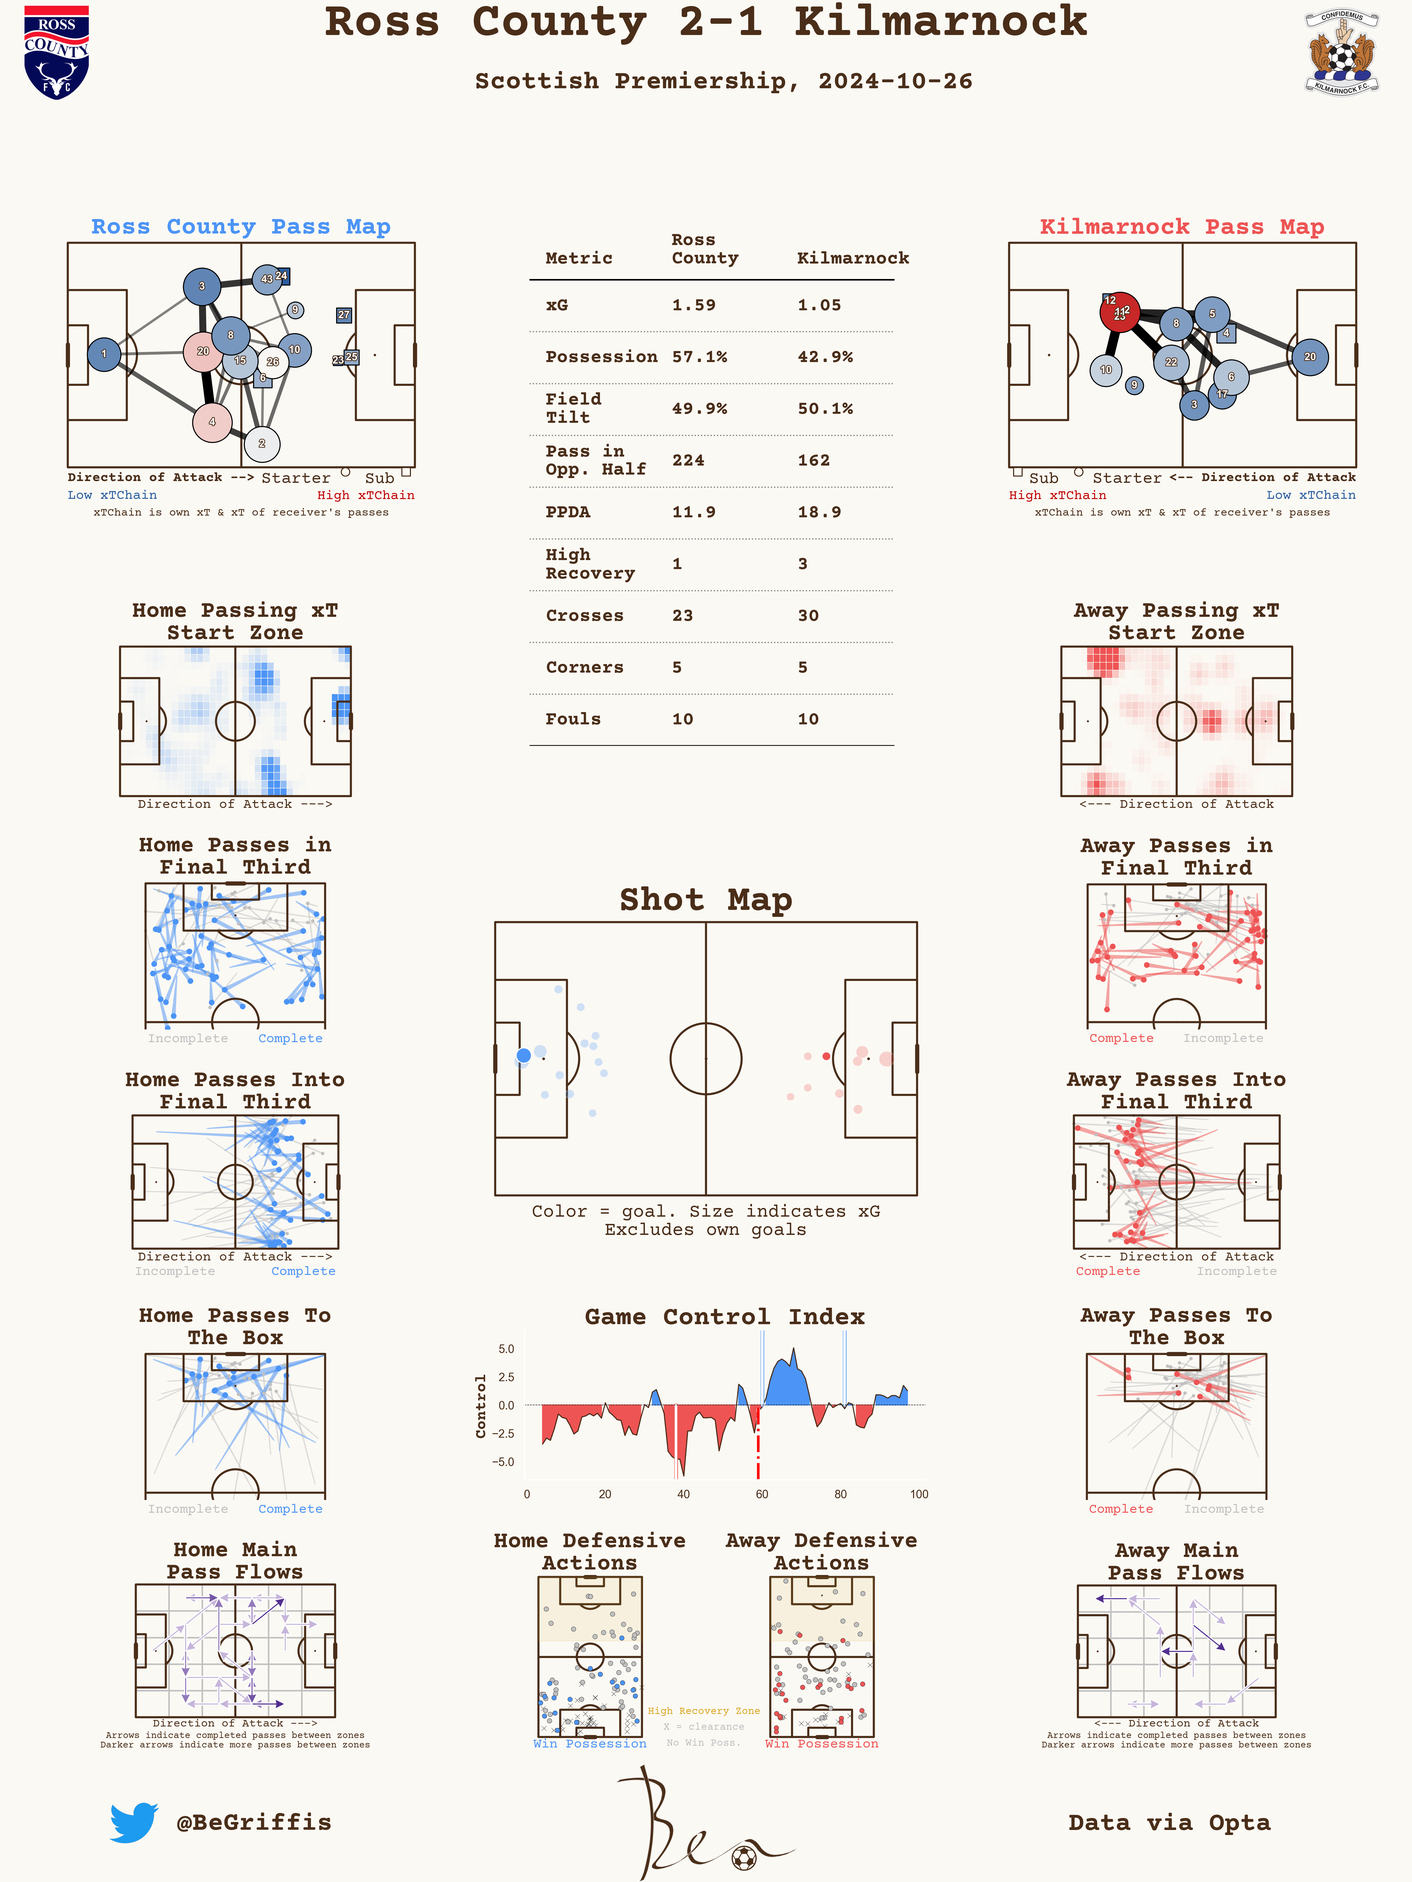 Ross County 2-1 Kilmarnock
Scottish Premiership, 2024-10-26
ROSS
COUNTY
F C
CONFIDEMUS
KILMARNOCK F.C.
Ross County Pass Map
3
43
24
9
27
8
1
20
15
10
26
23
25
6
4
2
Direction of Attack --> Starter Sub
Low xTChain High xTChain
xTChain is own xT & xT of receiver's passes
Metric Ross County Kilmarnock
xG 1.59 1.05
Possession 57.1% 42.9%
Field Tilt 49.9% 50.1%
Pass in Opp. Half 224 162
PPDA 11.9 18.9
High Recovery 1 3
Crosses 23 30
Corners 5 5
Fouls 10 10
Kilmarnock Pass Map
12
8
5
4
22
20
10
9
6
17
3
Sub Starter <-- Direction of Attack
High xTChain Low xTChain
xTChain is own xT & xT of receiver's passes
Home Passing xT
Start Zone
Direction of Attack --->
Away Passing xT
Start Zone
<--- Direction of Attack
Home Passes in
Final Third
Incomplete Complete
Away Passes in
Final Third
Complete Incomplete
Shot Map
Color = goal. Size indicates xG
Excludes own goals
Home Passes Into
Final Third
Direction of Attack --->
Incomplete Complete
Away Passes Into
Final Third
<--- Direction of Attack
Complete Incomplete
Home Passes To
The Box
Incomplete Complete
Game Control Index
Control
5.0
2.5
0.0
−2.5
−5.0
0 20 40 60 80 100
Away Passes To
The Box
Complete Incomplete
Home Main
Pass Flows
Direction of Attack --->
Arrows indicate completed passes between zones
Darker arrows indicate more passes between zones
Home Defensive
Actions
Win Possession
Away Defensive
Actions
Win Possession
High Recovery Zone
X = clearance
No Win Poss.
Away Main
Pass Flows
<--- Direction of Attack
Arrows indicate completed passes between zones
Darker arrows indicate more passes between zones
@BeGriffis
Ben
Data via Opta